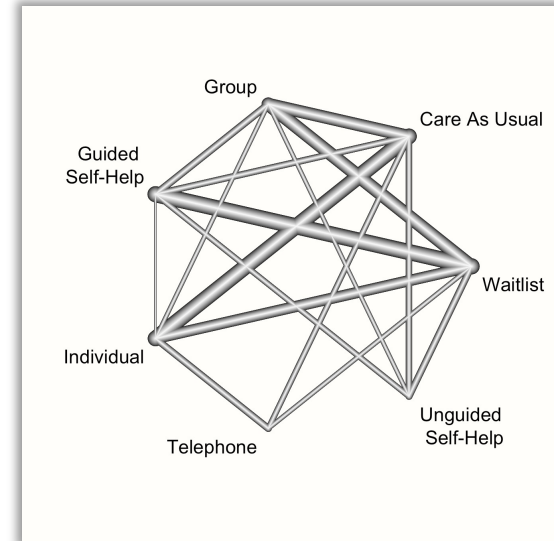 Group
Care As Usual
Guided
Self-Help
Waitlist
Individual
Unguided
Self-Help
Telephone